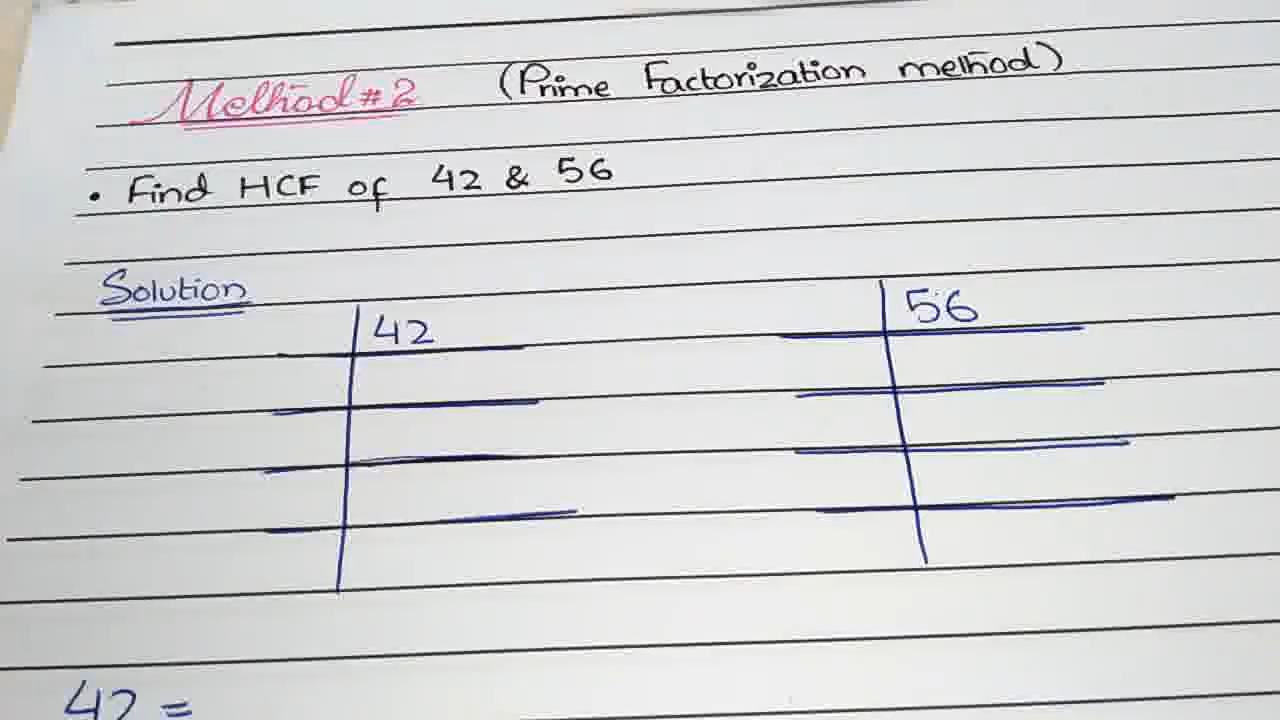 Method #2 (Prime Factorization method)
• Find HCF of 42 & 56
Solution
42 56
42 =